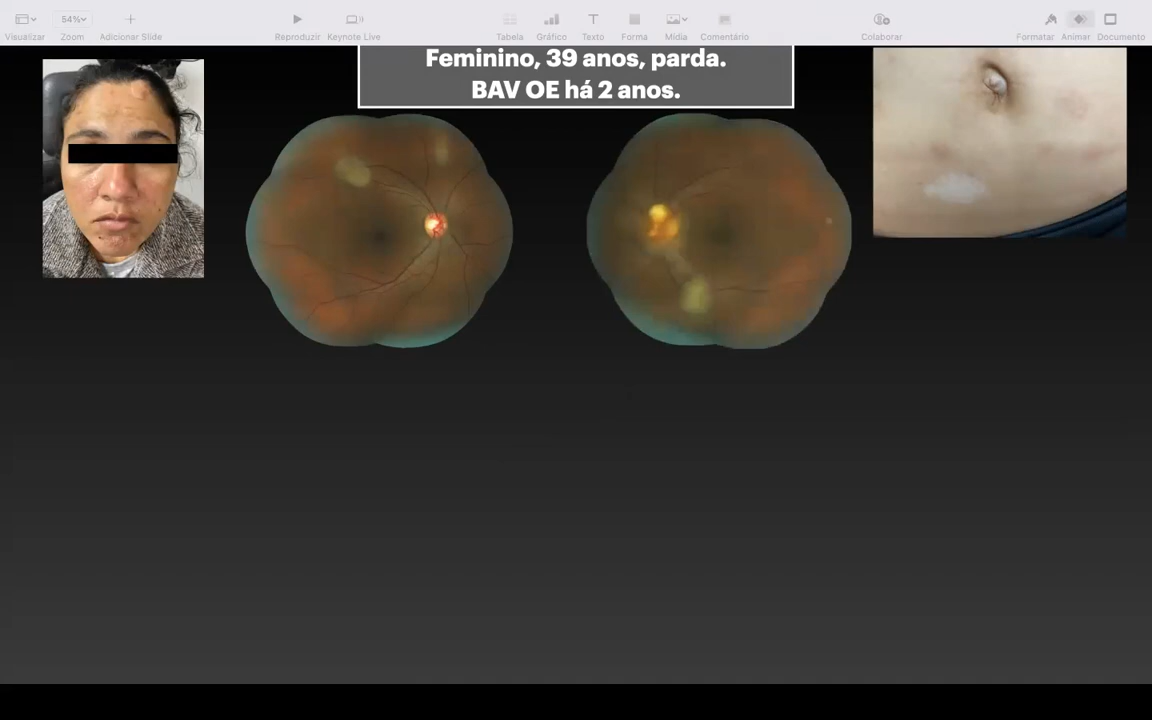 54%
Visualizar
Zoom
Adicionar Slide
Reproduzir
Keynote Live
Tabela
Gráfico
Texto
Forma
Mídia
Comentário
Colaborar
Formatar
Animar
Documento
Feminino, 39 anos, parda.
BAV OE há 2 anos.